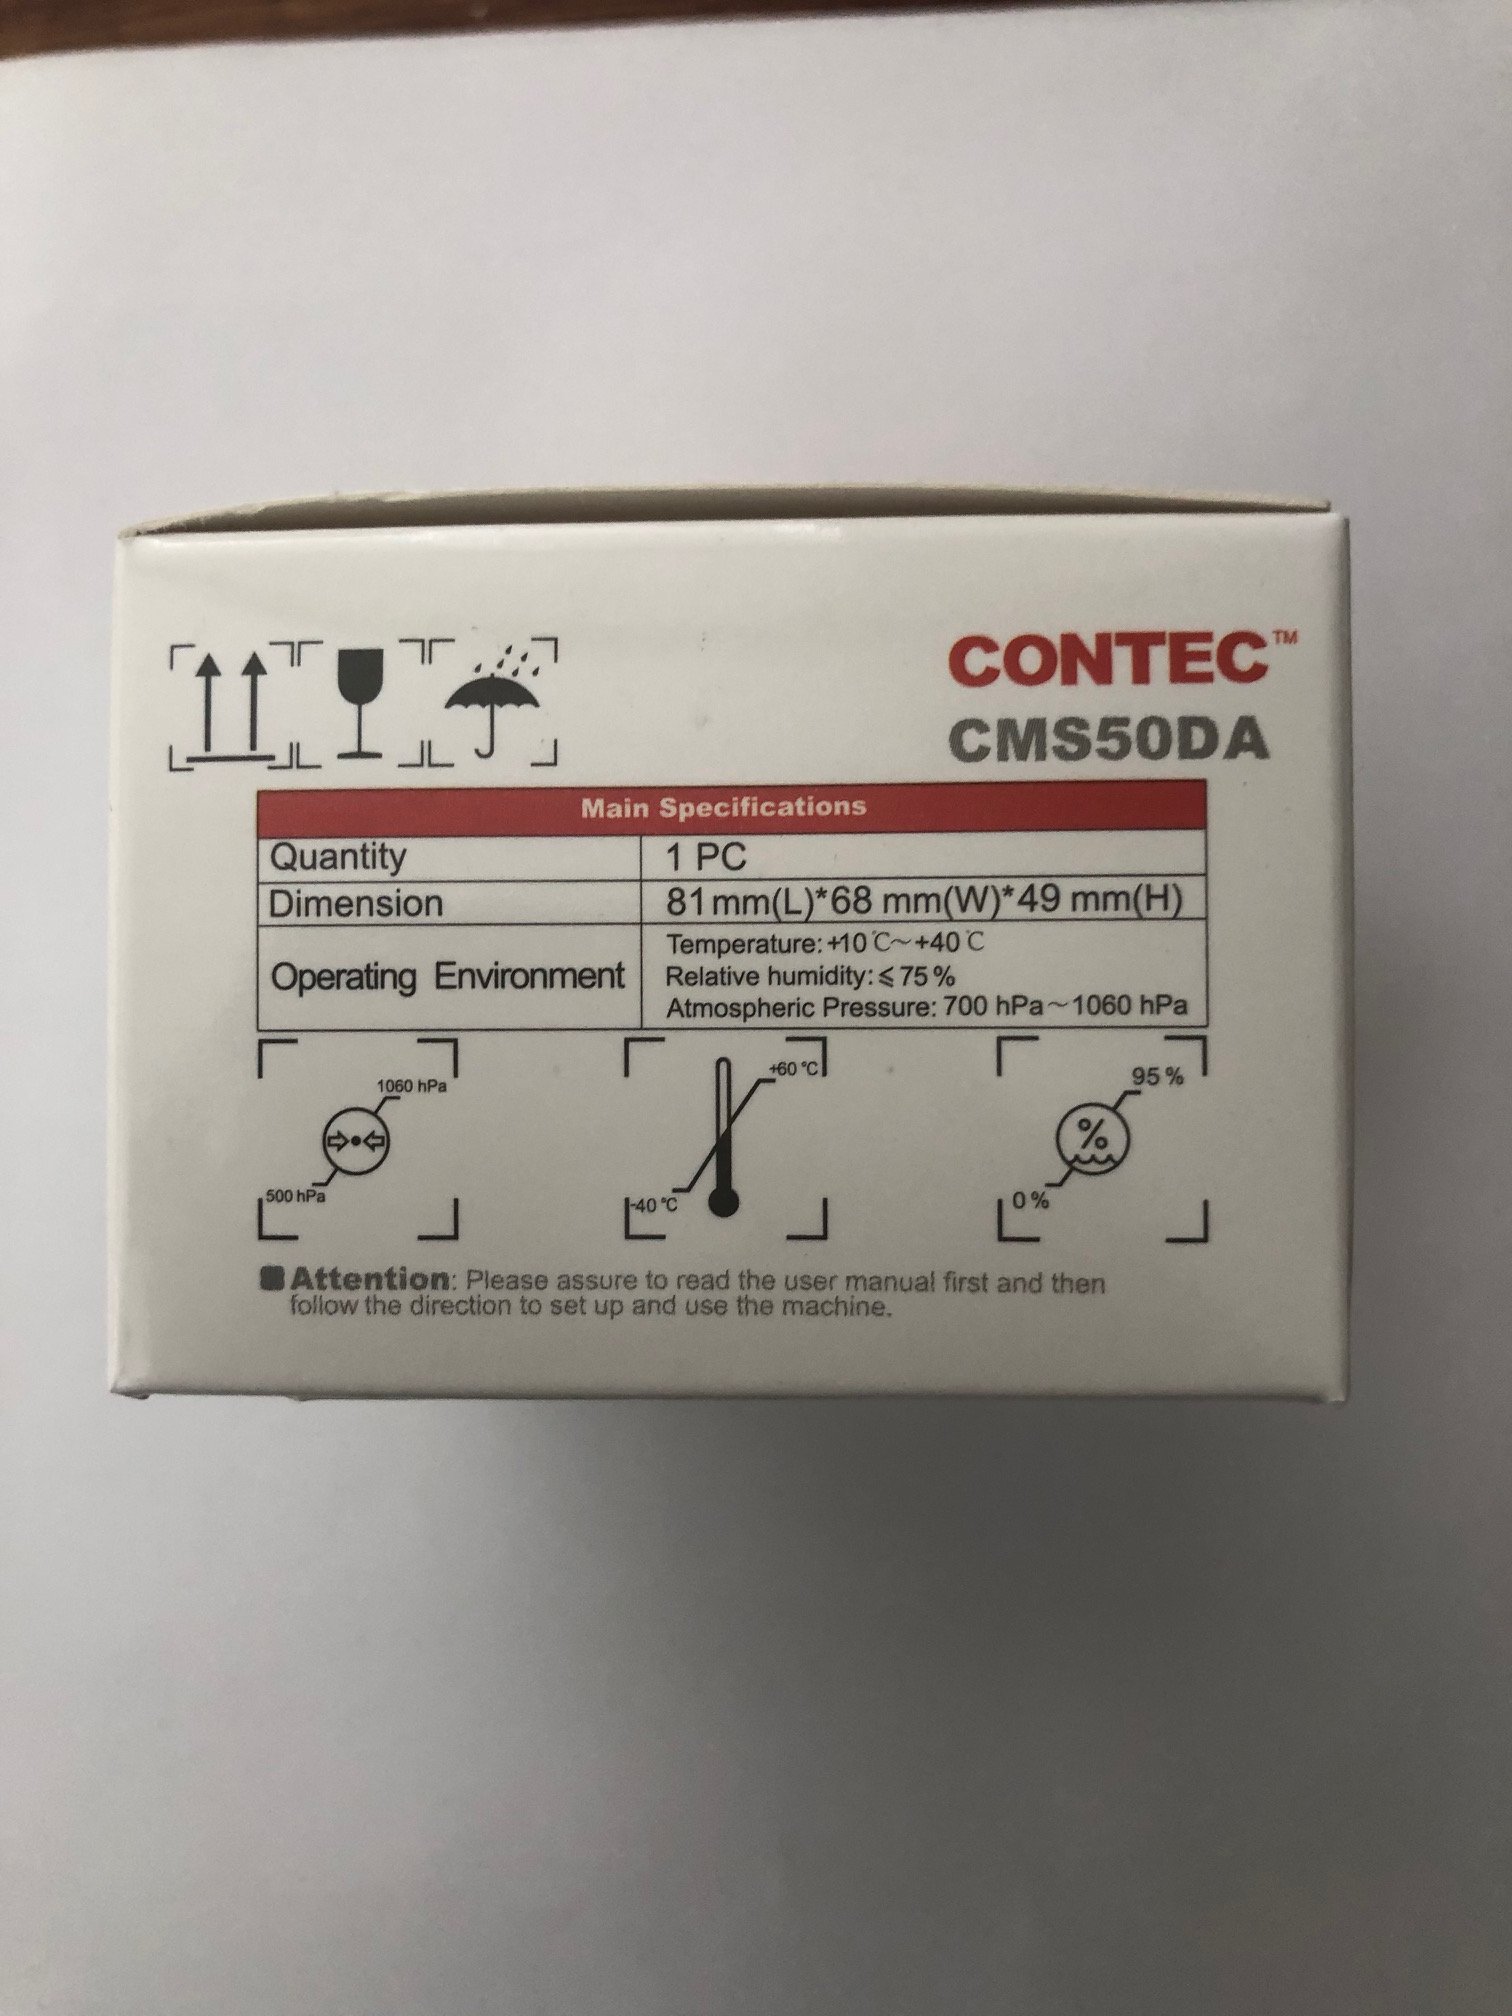 CONTEC™
CMS50DA
Main Specifications
Quantity 1 PC
Dimension 81mm(L)*68 mm(W)*49 mm(H)
Operating Environment
Temperature: +10℃~+40℃
Relative humidity: ⩽75%
Atmospheric Pressure: 700 hPa~1060 hPa
1060 hPa
500 hPa
+60℃
-40℃
95%
%
0%
Attention: Please assure to read the user manual first and then
follow the direction to set up and use the machine.